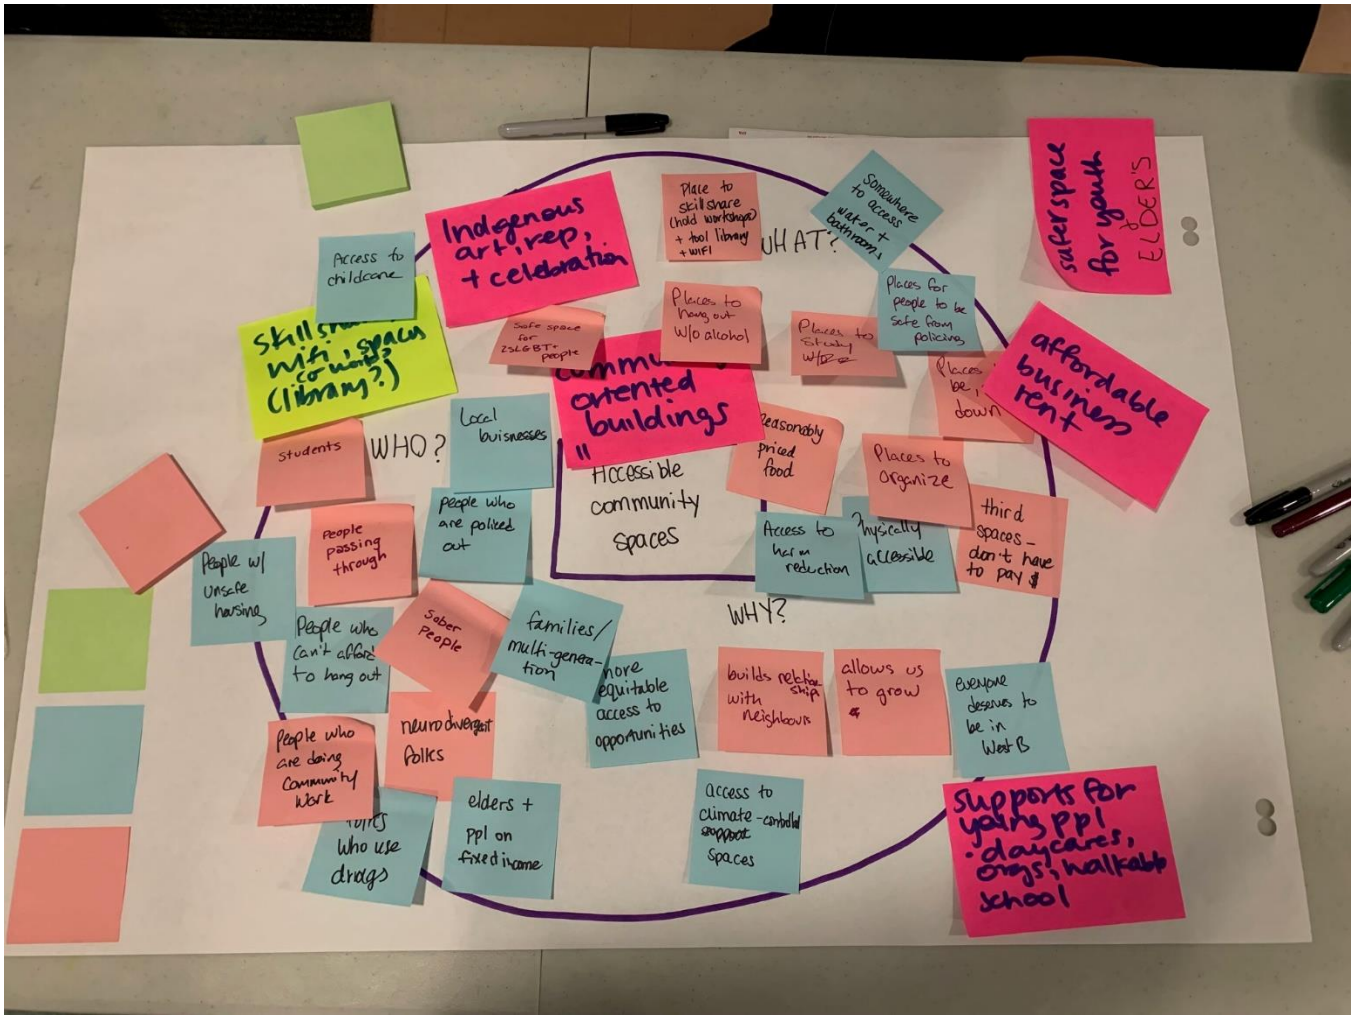 Indigenous
art, rep,
+ celebration
Place to
skillshare
(hold workshops)
+ tool library
+ WIFI
WHAT?
Somewhere
to access
water +
bathrooms
safer space
for youth
&
ELDER'S
Access to
childcare
Skill share,
wifi, spaces
co work
(library?)
Safe space
for
2SLGBT+
people
Places to
hang out
w/o alcohol
Places to
Study
Places for
people to be
safe from
policing
Places
be,
down
affordable
business
rent
oriented
buildings
"
Students
WHO?
Local
buisnesses
Accessible
community
spaces
Reasonably
priced
food
Places to
Organize
People
passing
through
people who
are policed
out
Access to
harm
reduction
Physically
accessible
third
spaces -
don't have
to pay $
People w/
unsafe
housing
People who
can't afford
to hang out
Sober
People
families/
multi-genera-
tion
WHY?
more
equitable
access to
opportunities
builds relation
ship
with
neighbours
allows us
to grow
everyone
deserves to
be in
West B
People who
are doing
Community
Work
neurodivergent
folks
folks
who use
drugs
elders +
ppl on
fixed income
access to
climate-controlled
support
spaces
supports for
young ppl
• daycares,
orgs, walkable
school